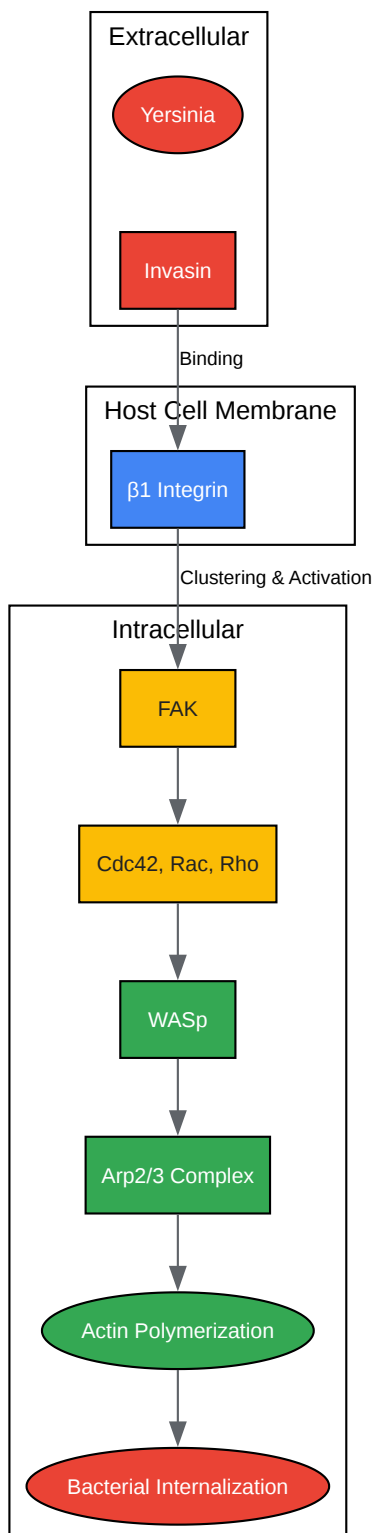 Extracellular
Yersinia
Invasin
Binding
Host Cell Membrane
β1 Integrin
Clustering & Activation
Intracellular
FAK
Cdc42, Rac, Rho
WASp
Arp2/3 Complex
Actin Polymerization
Bacterial Internalization